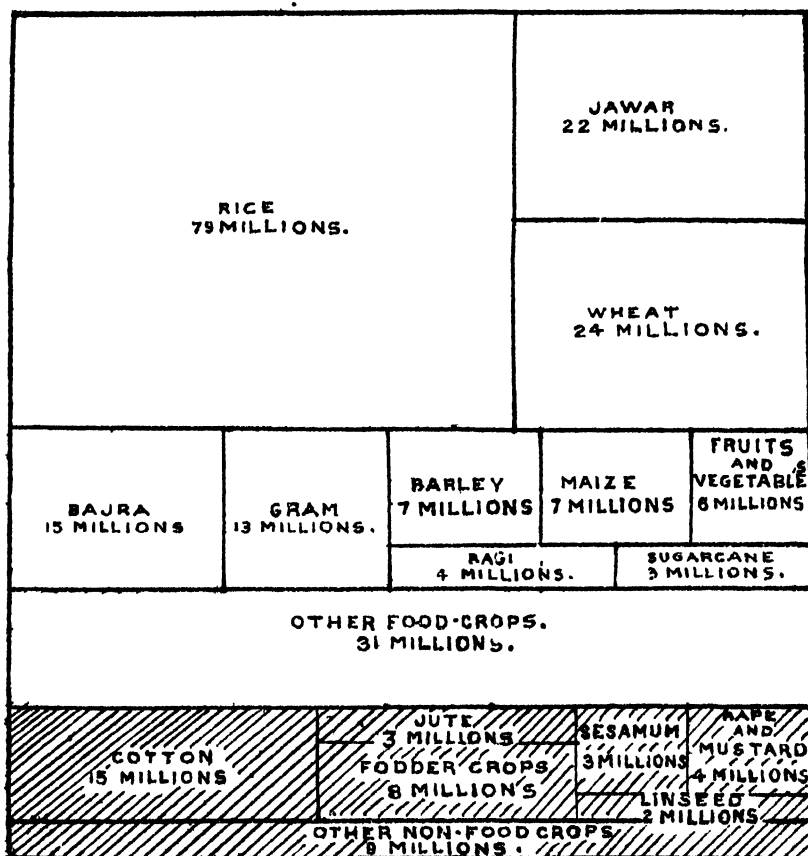 RICE
79 MILLIONS.
JAWAR
22 MILLIONS.
WHEAT
24 MILLIONS.
BAJRA
15 MILLIONS
GRAM
13 MILLIONS.
BARLEY
7 MILLIONS
MAIZE
7 MILLIONS
FRUITS
AND
VEGETABLES
6 MILLIONS
RAGI
4 MILLIONS.
SUGARCANE
3 MILLIONS.
OTHER FOOD-CROPS.
31 MILLIONS.
COTTON
15 MILLIONS
JUTE
3 MILLIONS
FODDER CROPS
8 MILLIONS
SESAMUM
3 MILLIONS
RAPE
AND
MUSTARD
4 MILLIONS
LINSEED
2 MILLIONS
OTHER NON-FOOD CROPS
9 MILLIONS.